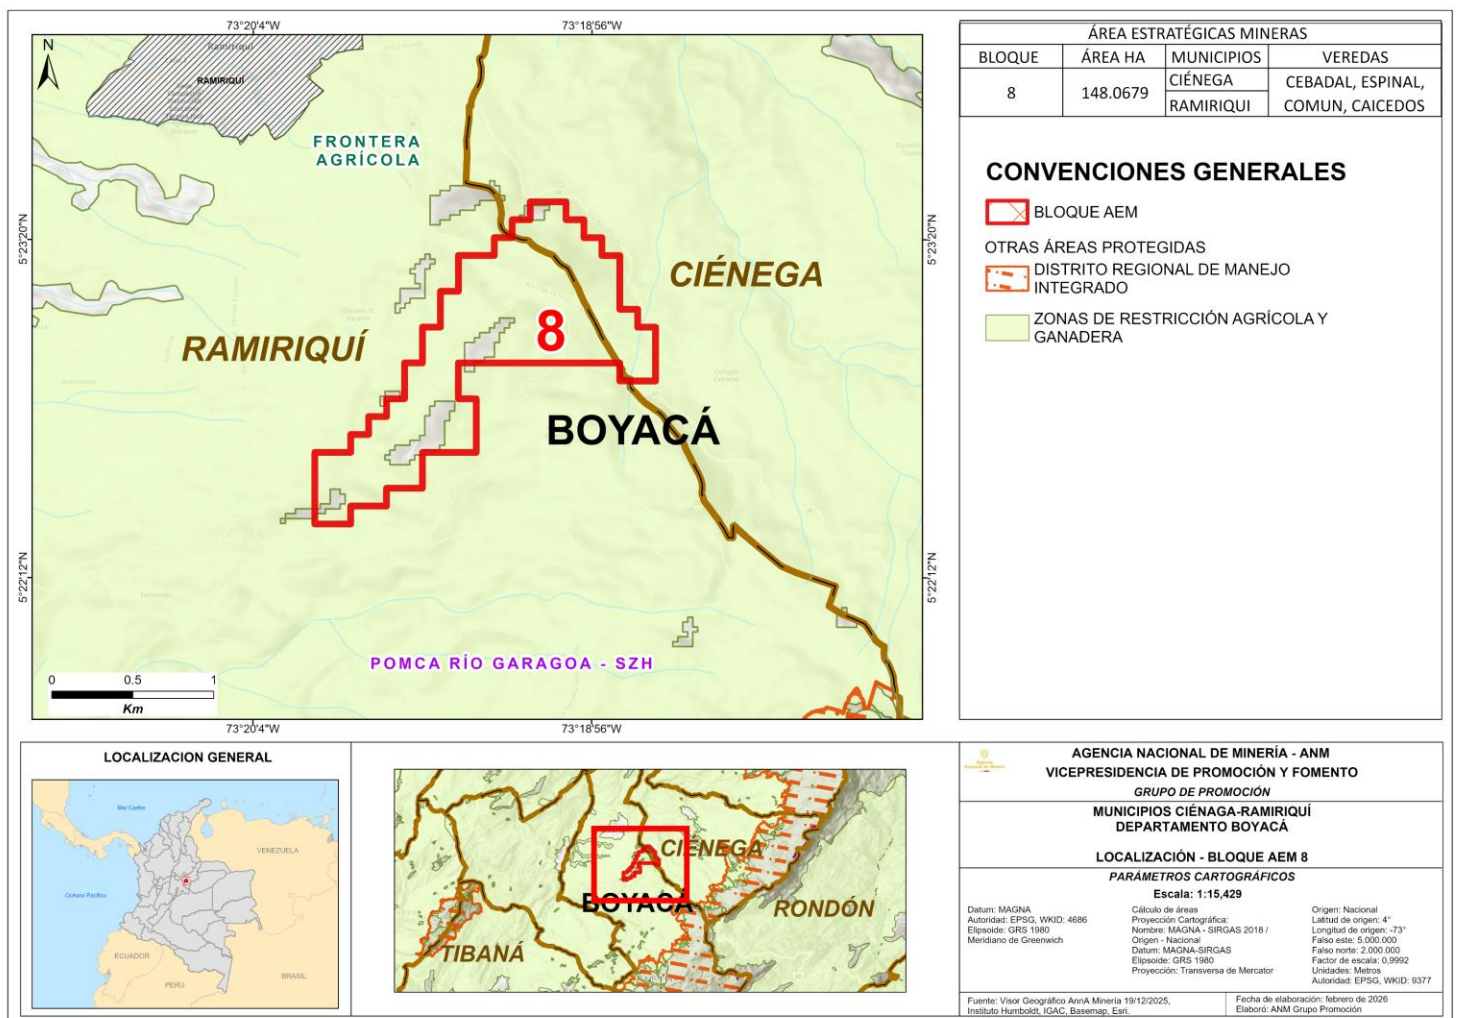 73°20'4"W
73°18'56"W
N
Ramiriquí
RAMIRIQUÍ
FRONTERA
AGRÍCOLA
5°23'20"N
5°23'20"N
CIÉNEGA
RAMIRIQUÍ
8
BOYACÁ
5°22'12"N
5°22'12"N
POMCA RÍO GARAGOA - SZH
0 0.5 1
Km
73°20'4"W
73°18'56"W
ÁREA ESTRATÉGICAS MINERAS
BLOQUE ÁREA HA MUNICIPIOS VEREDAS
8 148.0679 CIÉNEGA CEBADAL, ESPINAL,
RAMIRIQUI COMUN, CAICEDOS
CONVENCIONES GENERALES
BLOQUE AEM
OTRAS ÁREAS PROTEGIDAS
DISTRITO REGIONAL DE MANEJO
INTEGRADO
ZONAS DE RESTRICCIÓN AGRÍCOLA Y
GANADERA
LOCALIZACION GENERAL
Mar Caribe
VENEZUELA
Océano Pacífico
ECUADOR
PERU
BRASIL
CIÉNEGA
BOYACÁ
RONDÓN
TIBANÁ
AGENCIA NACIONAL DE MINERÍA - ANM
VICEPRESIDENCIA DE PROMOCIÓN Y FOMENTO
GRUPO DE PROMOCIÓN
MUNICIPIOS CIÉNAGA-RAMIRIQUÍ
DEPARTAMENTO BOYACÁ
LOCALIZACIÓN - BLOQUE AEM 8
PARÁMETROS CARTOGRÁFICOS
Escala: 1:15,429
Datum: MAGNA
Autoridad: EPSG, WKID: 4686
Elipsoide: GRS 1980
Meridiano de Greenwich
Cálculo de áreas
Proyección Cartográfica:
Nombre: MAGNA - SIRGAS 2018 /
Origen - Nacional
Datum: MAGNA-SIRGAS
Elipsoide: GRS 1980
Proyección: Transversa de Mercator
Origen: Nacional
Latitud de origen: 4°
Longitud de origen: -73°
Falso este: 5.000.000
Falso norte: 2.000.000
Factor de escala: 0,9992
Unidades: Metros
Autoridad: EPSG, WKID: 9377
Fuente: Visor Geográfico AnnA Minería 19/12/2025,
Instituto Humboldt, IGAC, Basemap, Esri.
Fecha de elaboración: febrero de 2026
Elaboró: ANM Grupo Promoción